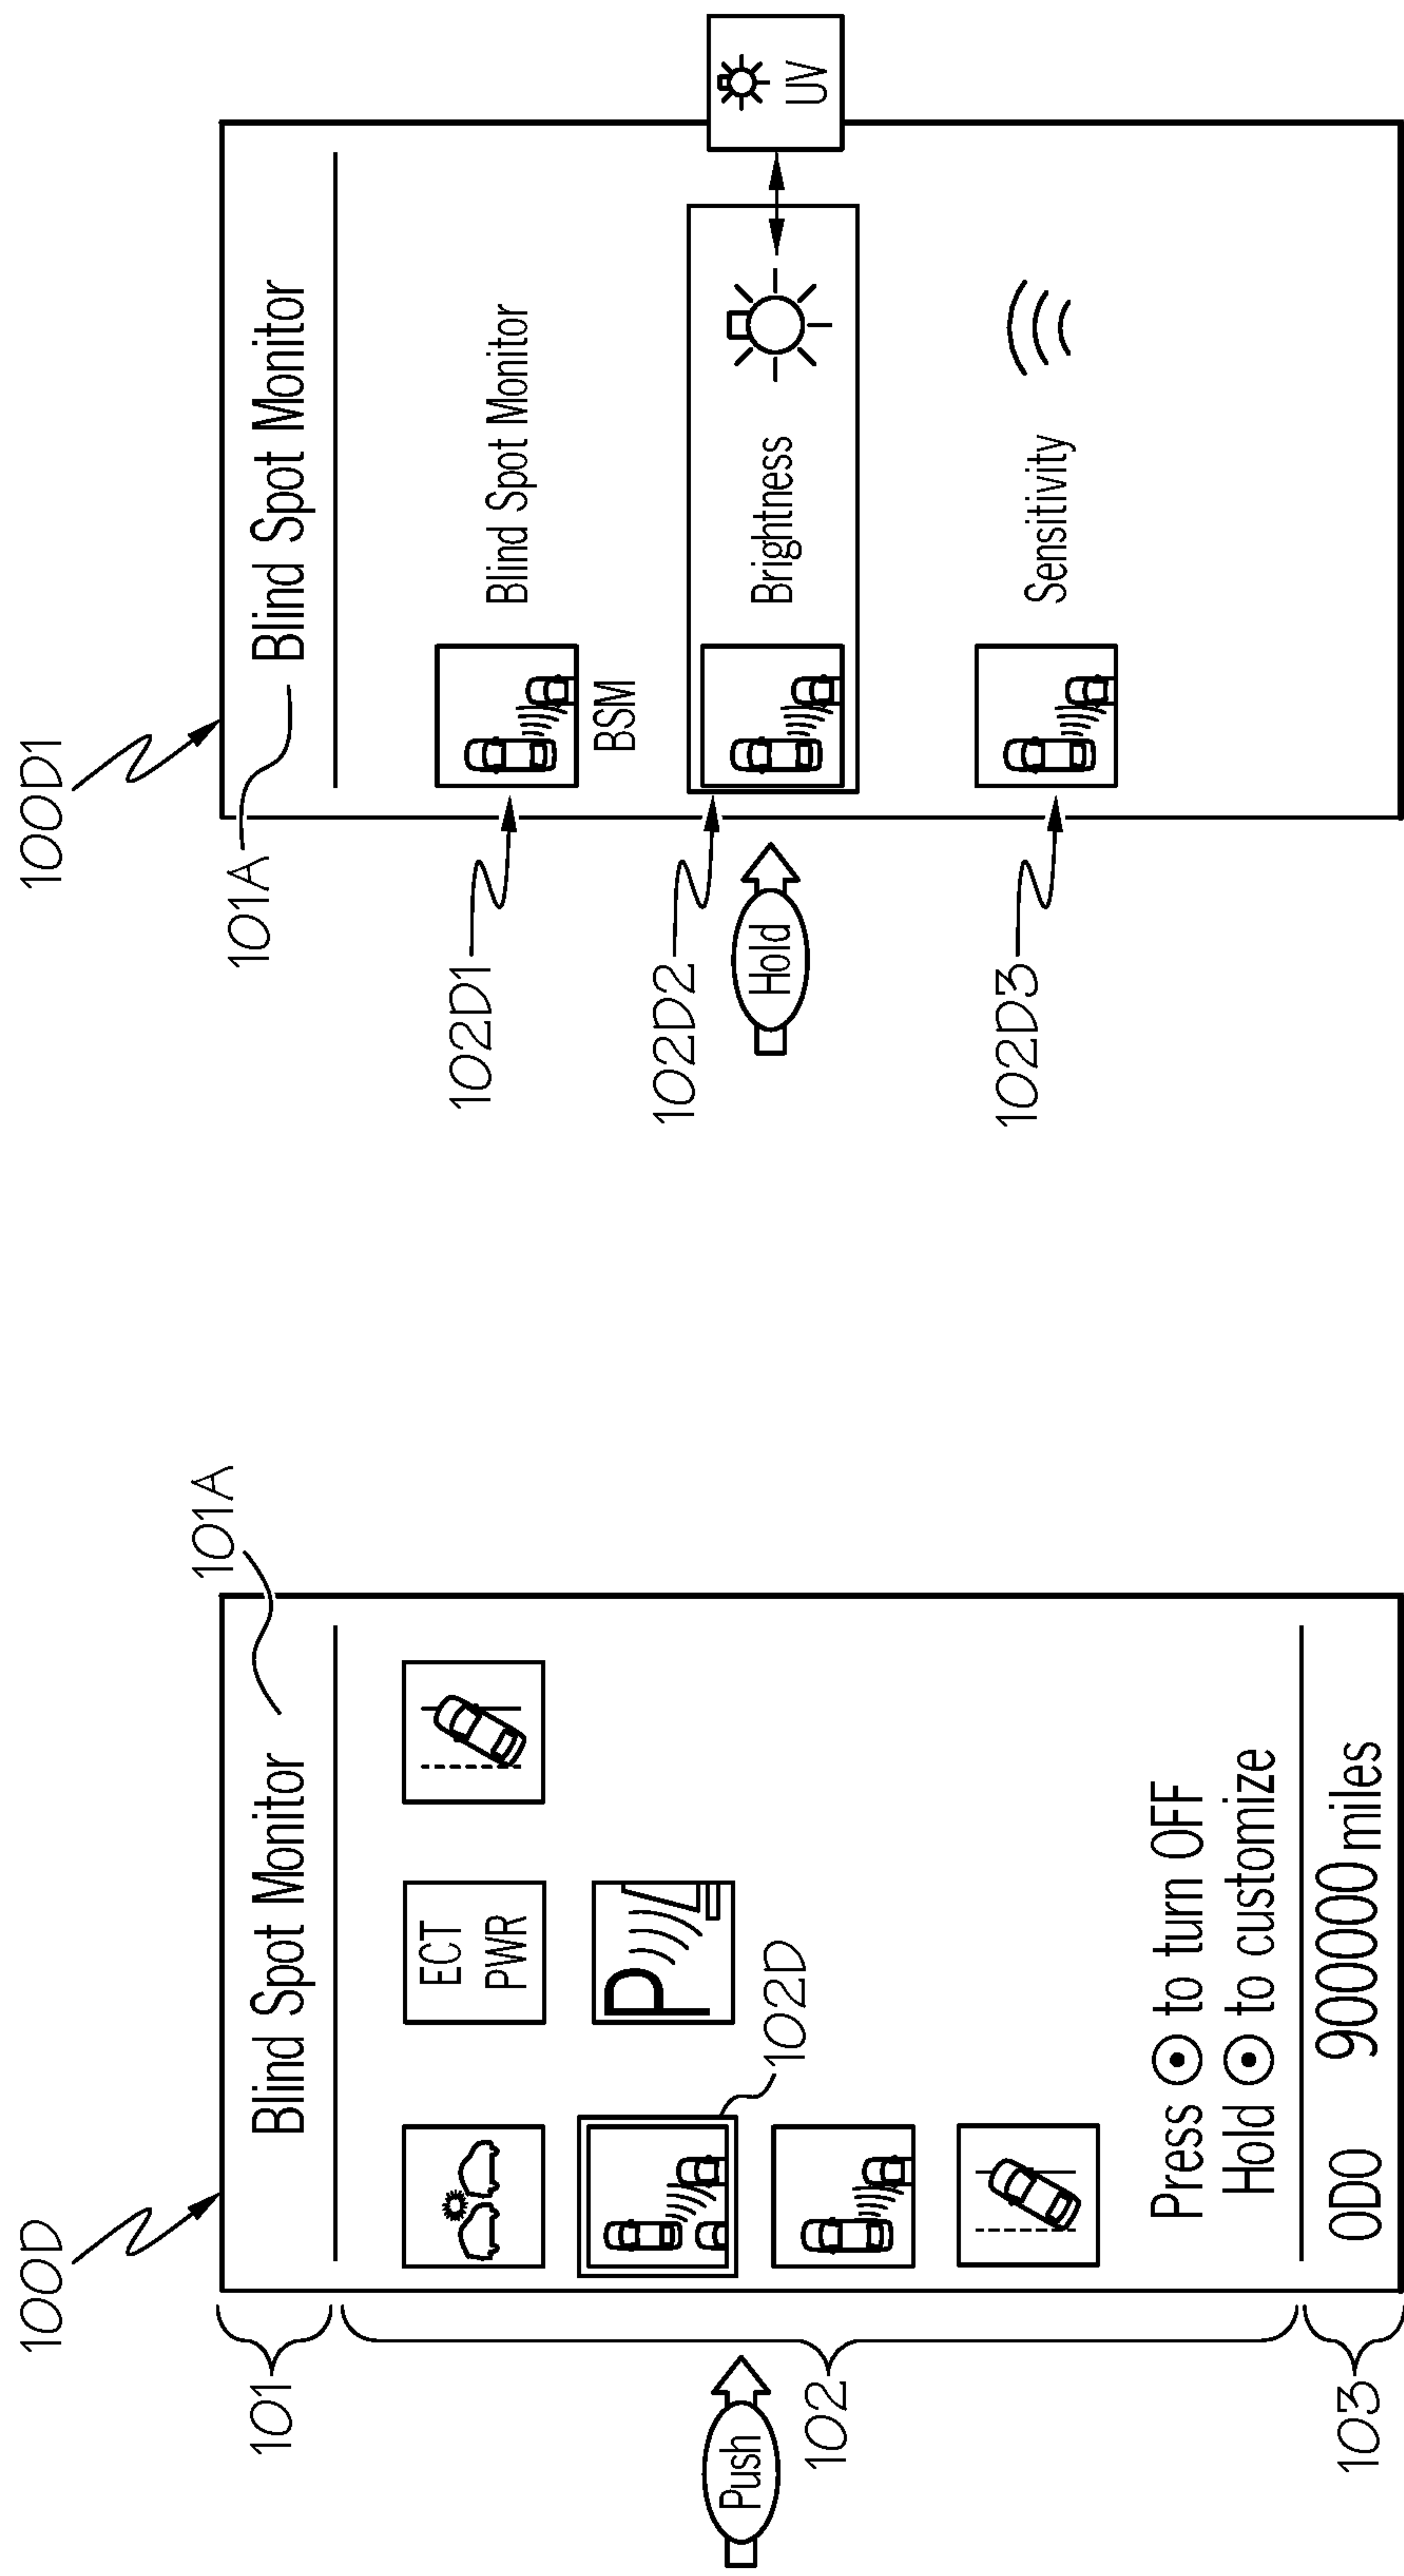 100D
101A
Blind Spot Monitor
101
ECT
PWR
P
102D
Push
102
Press to turn OFF
Hold to customize
103
ODO 900000 miles
100D1
101A
Blind Spot Monitor
102D1
Blind Spot Monitor
BSM
102D2
Brightness
UV
Hold
102D3
Sensitivity